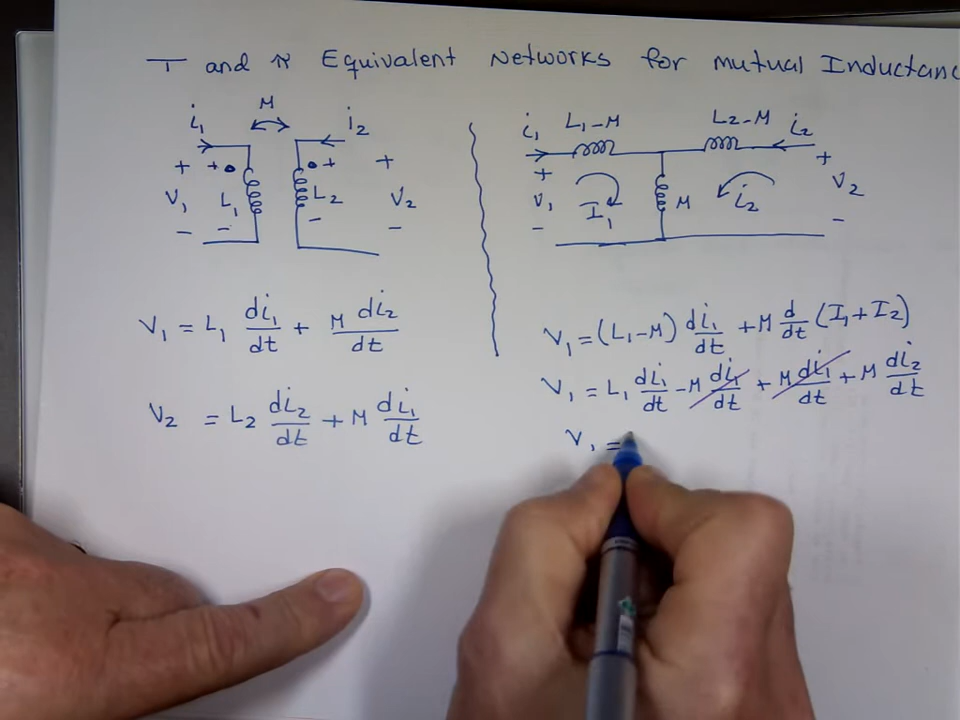 T and π Equivalent Networks for Mutual Inductanc
M
i₁ i₂
+ +• •+ +
V₁ L₁ L₂ V₂
- - - -
i₁ L₁-M L₂-M i₂
+ +
V₁ I₁ M i₂ V₂
- -
V₁ = L₁ di₁/dt + M di₂/dt
V₂ = L₂ di₂/dt + M di₁/dt
V₁ = (L₁-M) di₁/dt + M d/dt (I₁+I₂)
V₁ = L₁ di₁/dt - M di₁/dt + M di₁/dt + M di₂/dt
V₁ =